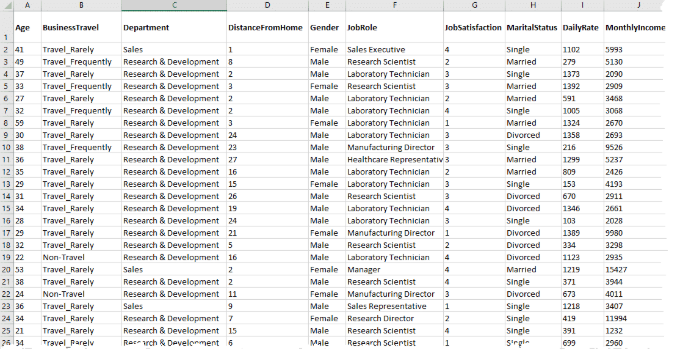 A B C D E F G H I J
1 Age BusinessTravel Department DistanceFromHome Gender JobRole JobSatisfaction MaritalStatus DailyRate MonthlyIncome
2 41 Travel_Rarely Sales 1 Female Sales Executive 4 Single 1102 5993
3 49 Travel_Frequently Research & Development 8 Male Research Scientist 2 Married 279 5130
4 37 Travel_Rarely Research & Development 2 Male Laboratory Technician 3 Single 1373 2090
5 33 Travel_Frequently Research & Development 3 Female Research Scientist 3 Married 1392 2909
6 27 Travel_Rarely Research & Development 2 Male Laboratory Technician 2 Married 591 3468
7 32 Travel_Frequently Research & Development 2 Male Laboratory Technician 4 Single 1005 3068
8 59 Travel_Rarely Research & Development 3 Female Laboratory Technician 1 Married 1324 2670
9 30 Travel_Rarely Research & Development 24 Male Laboratory Technician 3 Divorced 1358 2693
10 38 Travel_Frequently Research & Development 23 Male Manufacturing Director 3 Single 216 9526
11 36 Travel_Rarely Research & Development 27 Male Healthcare Representativ 3 Married 1299 5237
12 35 Travel_Rarely Research & Development 16 Male Laboratory Technician 2 Married 809 2426
13 29 Travel_Rarely Research & Development 15 Female Laboratory Technician 3 Single 153 4193
14 31 Travel_Rarely Research & Development 26 Male Research Scientist 3 Divorced 670 2911
15 34 Travel_Rarely Research & Development 19 Male Laboratory Technician 4 Divorced 1346 2661
16 28 Travel_Rarely Research & Development 24 Male Laboratory Technician 3 Single 103 2028
17 29 Travel_Rarely Research & Development 21 Female Manufacturing Director 1 Divorced 1389 9980
18 32 Travel_Rarely Research & Development 5 Male Research Scientist 2 Divorced 334 3298
19 22 Non-Travel Research & Development 16 Male Laboratory Technician 4 Divorced 1123 2935
20 53 Travel_Rarely Sales 2 Female Manager 4 Married 1219 15427
21 38 Travel_Rarely Research & Development 2 Male Research Scientist 4 Single 371 3944
22 24 Non-Travel Research & Development 11 Female Manufacturing Director 3 Divorced 673 4011
23 36 Travel_Rarely Sales 9 Male Sales Representative 1 Single 1218 3407
24 34 Travel_Rarely Research & Development 7 Female Research Director 2 Single 419 11994
25 21 Travel_Rarely Research & Development 15 Male Research Scientist 4 Single 391 1232
26 34 Travel_Rarely Research & Development 6 Male Research Scientist 1 Single 699 2960